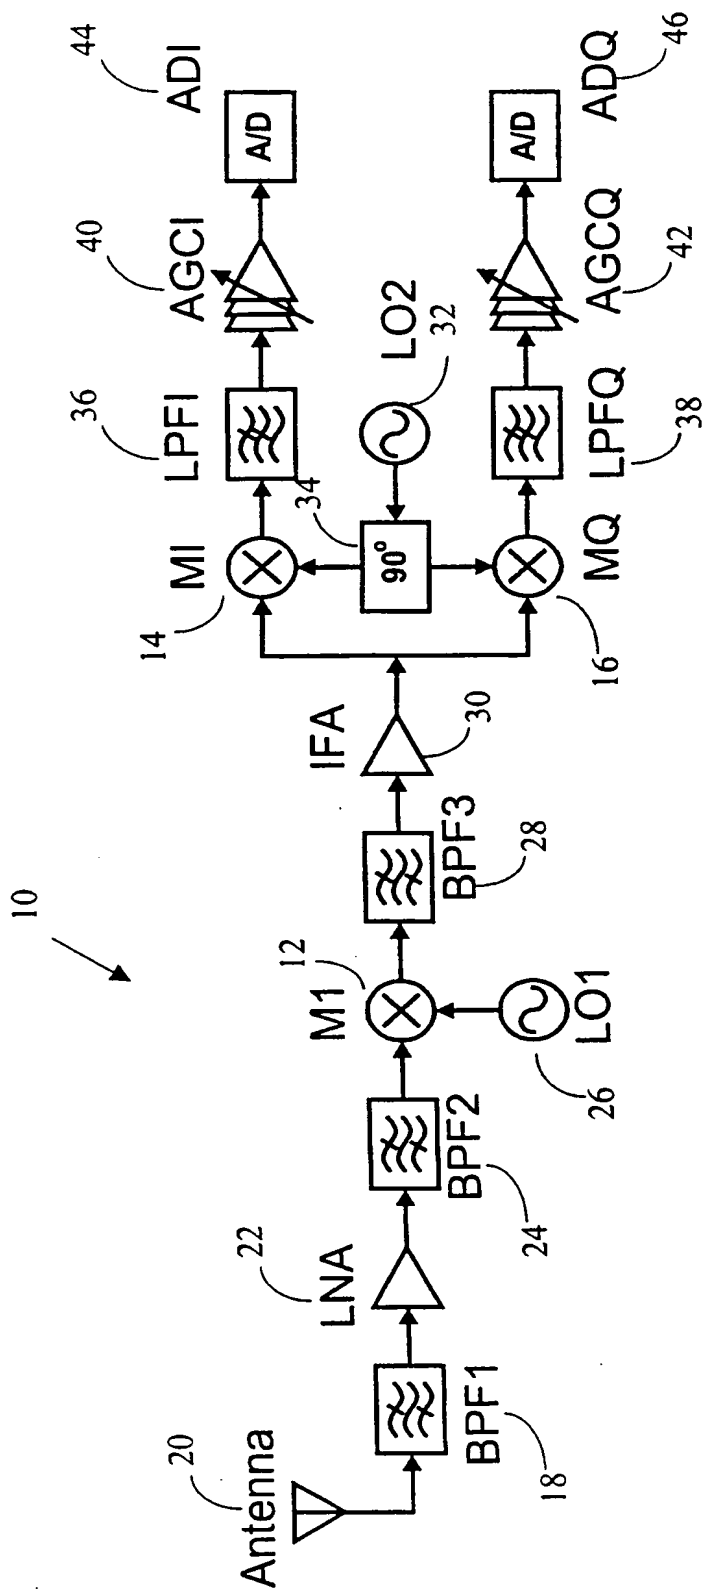 10
Antenna
20
BPF1
18
LNA
22
BPF2
24
M1
12
LO1
26
BPF3
28
IFA
30
MI
14
MQ
16
90°
34
LO2
32
LPFI
36
LPFQ
38
AGCI
40
AGCQ
42
A/D
ADI
44
A/D
ADQ
46